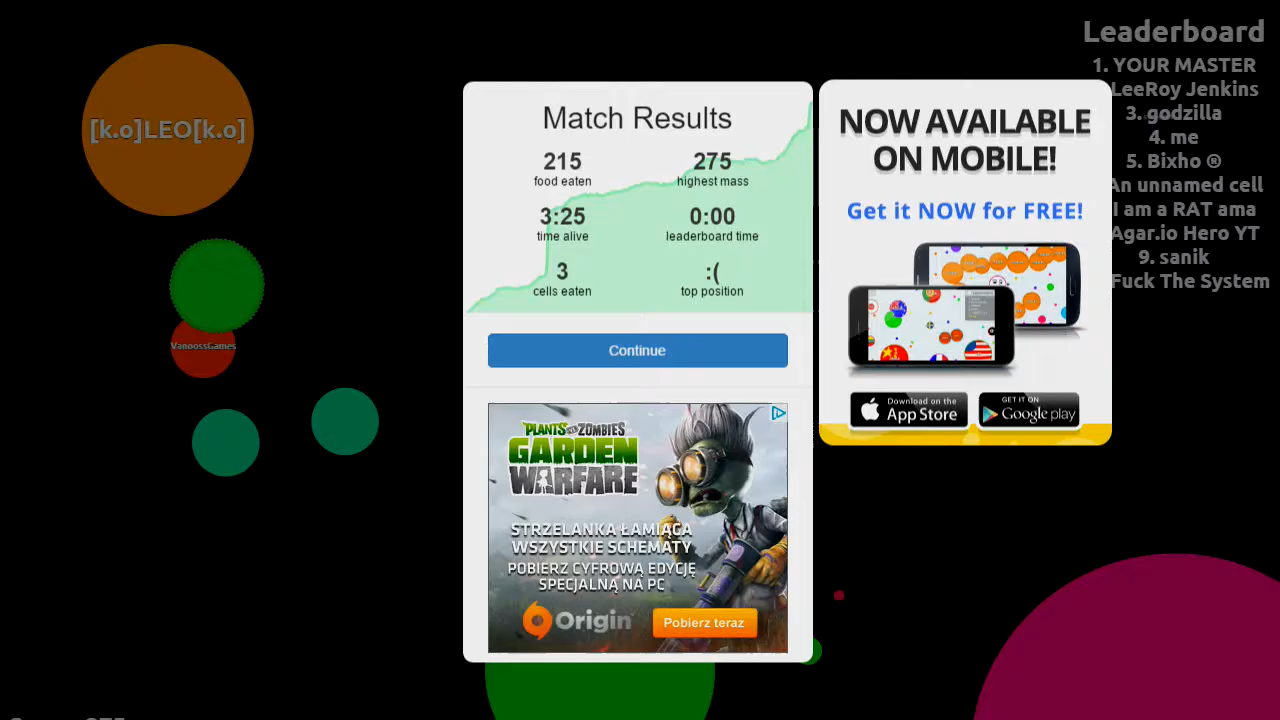 [k.o]LEO[k.o]
VanoossGames
Match Results
215
food eaten
275
highest mass
3:25
time alive
0:00
leaderboard time
3
cells eaten
:(
top position
Continue
PLANTS VS. ZOMBIES
GARDEN
WARFARE
STRZELANKA ŁAMIĄCA
WSZYSTKIE SCHEMATY
POBIERZ CYFROWĄ EDYCJĘ
SPECJALNĄ NA PC
Origin
Pobierz teraz
NOW AVAILABLE
ON MOBILE!
Get it NOW for FREE!
Download on the
App Store
GET IT ON
Google play
Leaderboard
1. YOUR MASTER
LeeRoy Jenkins
3. godzilla
4. me
5. Bixho ®
An unnamed cell
I am a RAT ama
Agar.io Hero YT
9. sanik
Fuck The System